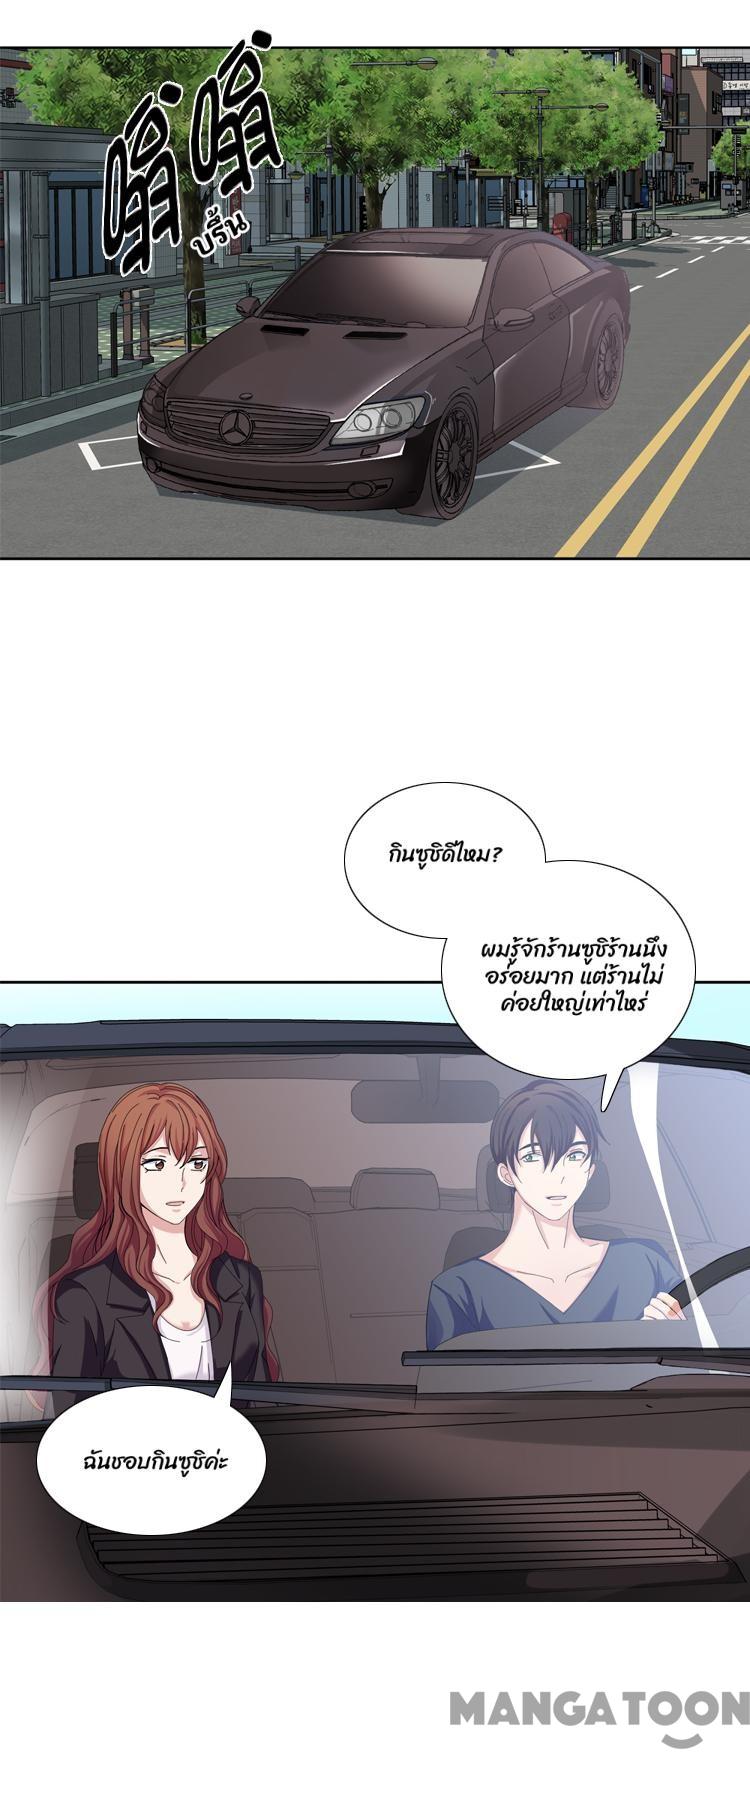 嗡嗡
บรื้น
กินซูชิดีไหม?
ผมรู้จักร้านซูชิร้านนึง
อร่อยมาก แต่ร้านไม่
ค่อยใหญ่เท่าไหร่
ฉันชอบกินซูชิค่ะ
MANGATOON